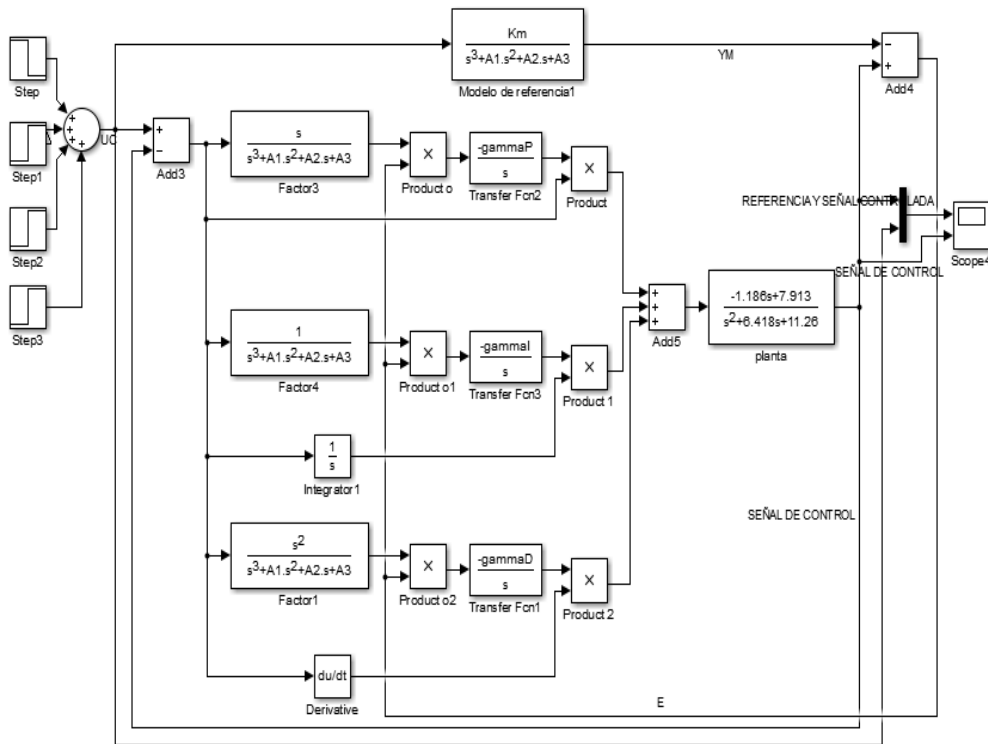 Km
s³+A1.s²+A2.s+A3
Modelo de referencia1
YM
−
+
Add4
Step
Step1
Step2
Step3
+
+
+
+
UC
+
−
Add3
s
s³+A1.s²+A2.s+A3
Factor3
×
Product o
-gammaP
s
Transfer Fcn2
×
Product
REFERENCIA Y SEÑAL CONTROLADA
SEÑAL DE CONTROL
Scope4
1
s³+A1.s²+A2.s+A3
Factor4
×
Product o1
-gammaI
s
Transfer Fcn3
×
Product 1
+
+
+
Add5
-1.186s+7.913
s²+6.418s+11.26
planta
1
s
Integrator1
SEÑAL DE CONTROL
s²
s³+A1.s²+A2.s+A3
Factor1
×
Product o2
-gammaD
s
Transfer Fcn1
×
Product 2
du/dt
Derivative
E